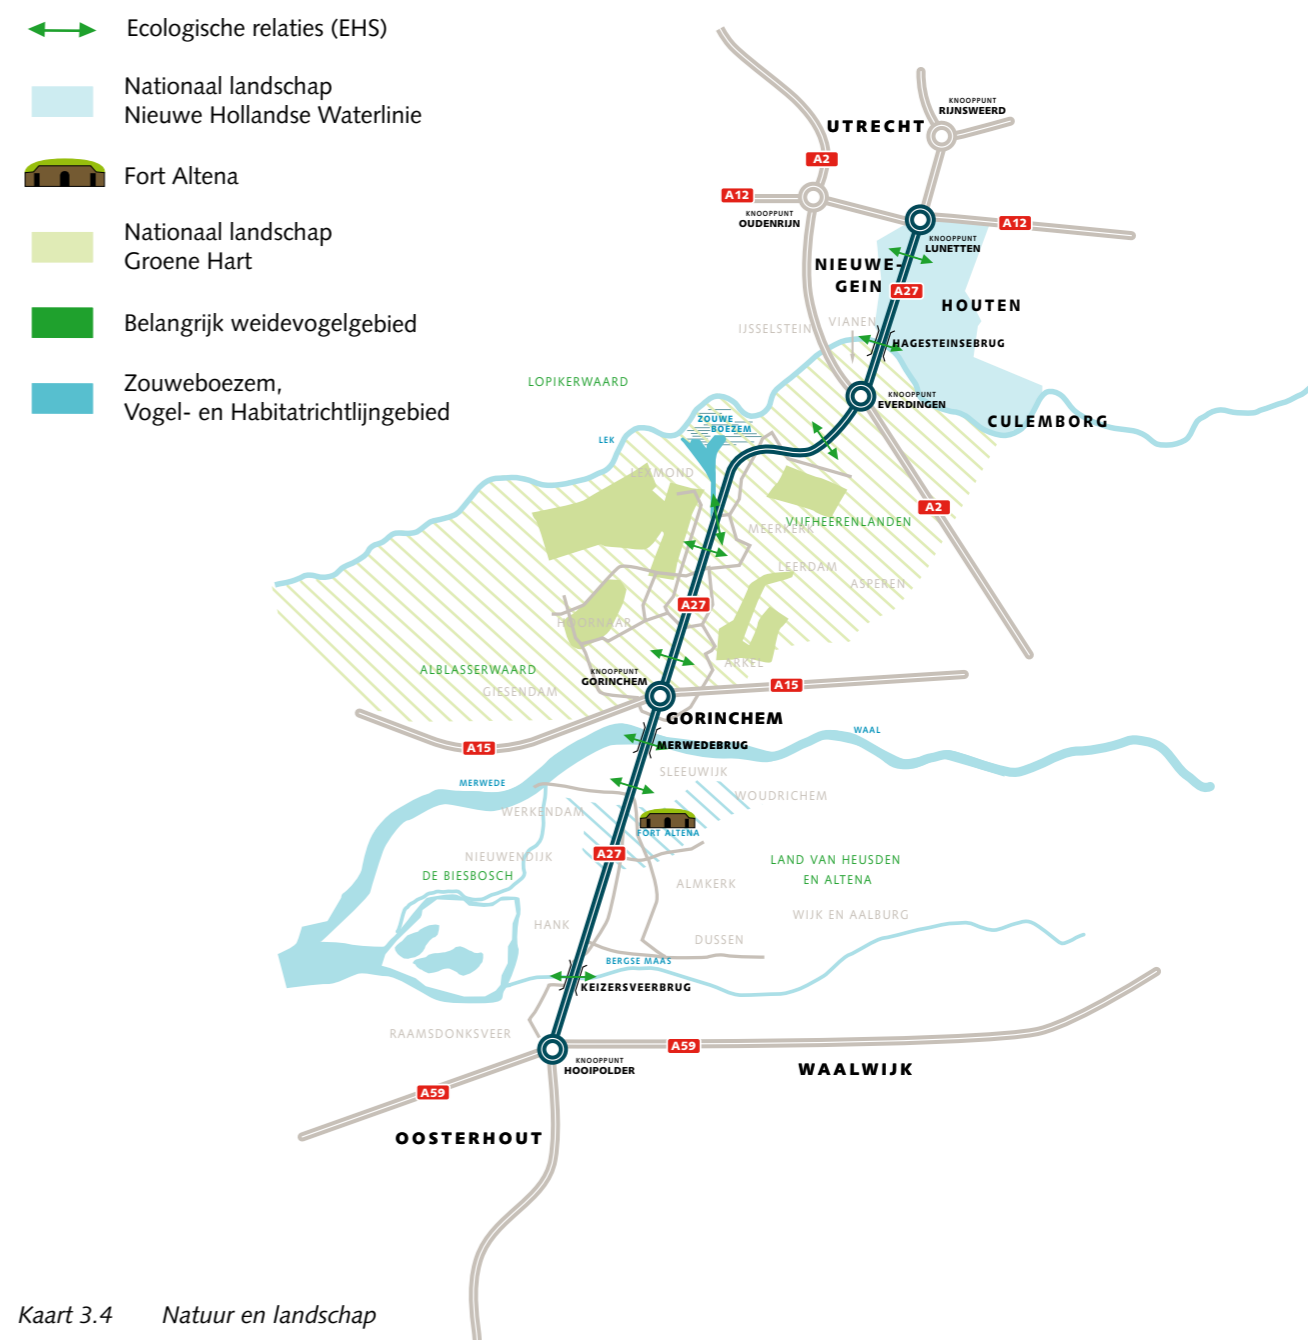 Ecologische relaties (EHS)
Nationaal landschap
Nieuwe Hollandse Waterlinie
Fort Altena
Nationaal landschap
Groene Hart
Belangrijk weidevogelgebied
Zouweboezem,
Vogel- en Habitatrichtlijngebied
KNOOPPUNT
RIJNSWEERD
UTRECHT
A2
A12
KNOOPPUNT
OUDENRIJN
A12
KNOOPPUNT
LUNETTEN
NIEUWE-
GEIN
A27
HOUTEN
VIANEN
IJSSELSTEIN
HAGESTEINSEBRUG
LOPIKERWAARD
KNOOPPUNT
EVERDINGEN
CULEMBORG
ZOUWE
BOEZEM
LEK
LEXMOND
A2
VIJFHEERENLANDEN
MEERKERK
LEERDAM
ASPEREN
A27
HOORNAAR
ARKEL
ALBLASSERWAARD
KNOOPPUNT
GORINCHEM
GIESENDAM
A15
GORINCHEM
A15
MERWEDEBRUG
WAAL
SLEEUWIJK
MERWEDE
WOUDRICHEM
WERKENDAM
FORT ALTENA
A27
NIEUWENDIJK
LAND VAN HEUSDEN
EN ALTENA
DE BIESBOSCH
ALMKERK
WIJK EN AALBURG
HANK
DUSSEN
BERGSE MAAS
KEIZERSVEERBRUG
RAAMSDONKSVEER
A59
KNOOPPUNT
HOOIPOLDER
WAALWIJK
A59
OOSTERHOUT
Kaart 3.4 Natuur en landschap